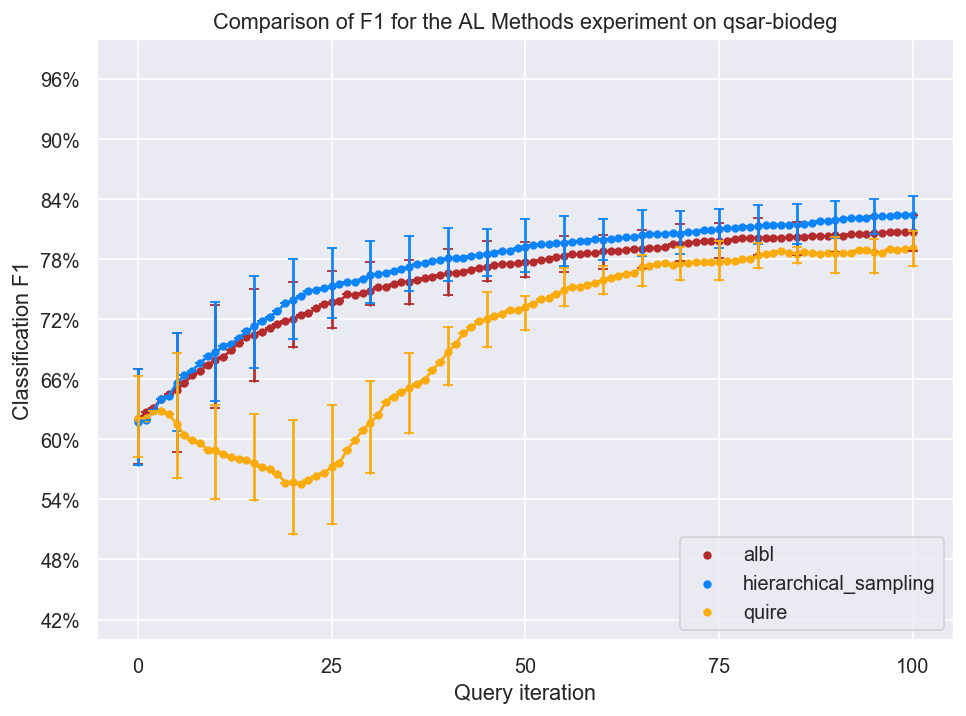 Comparison of F1 for the AL Methods experiment on qsar-biodeg
Classification F1
96%
90%
84%
78%
72%
66%
60%
54%
48%
42%
albl
hierarchical_sampling
quire
0 25 50 75 100
Query iteration